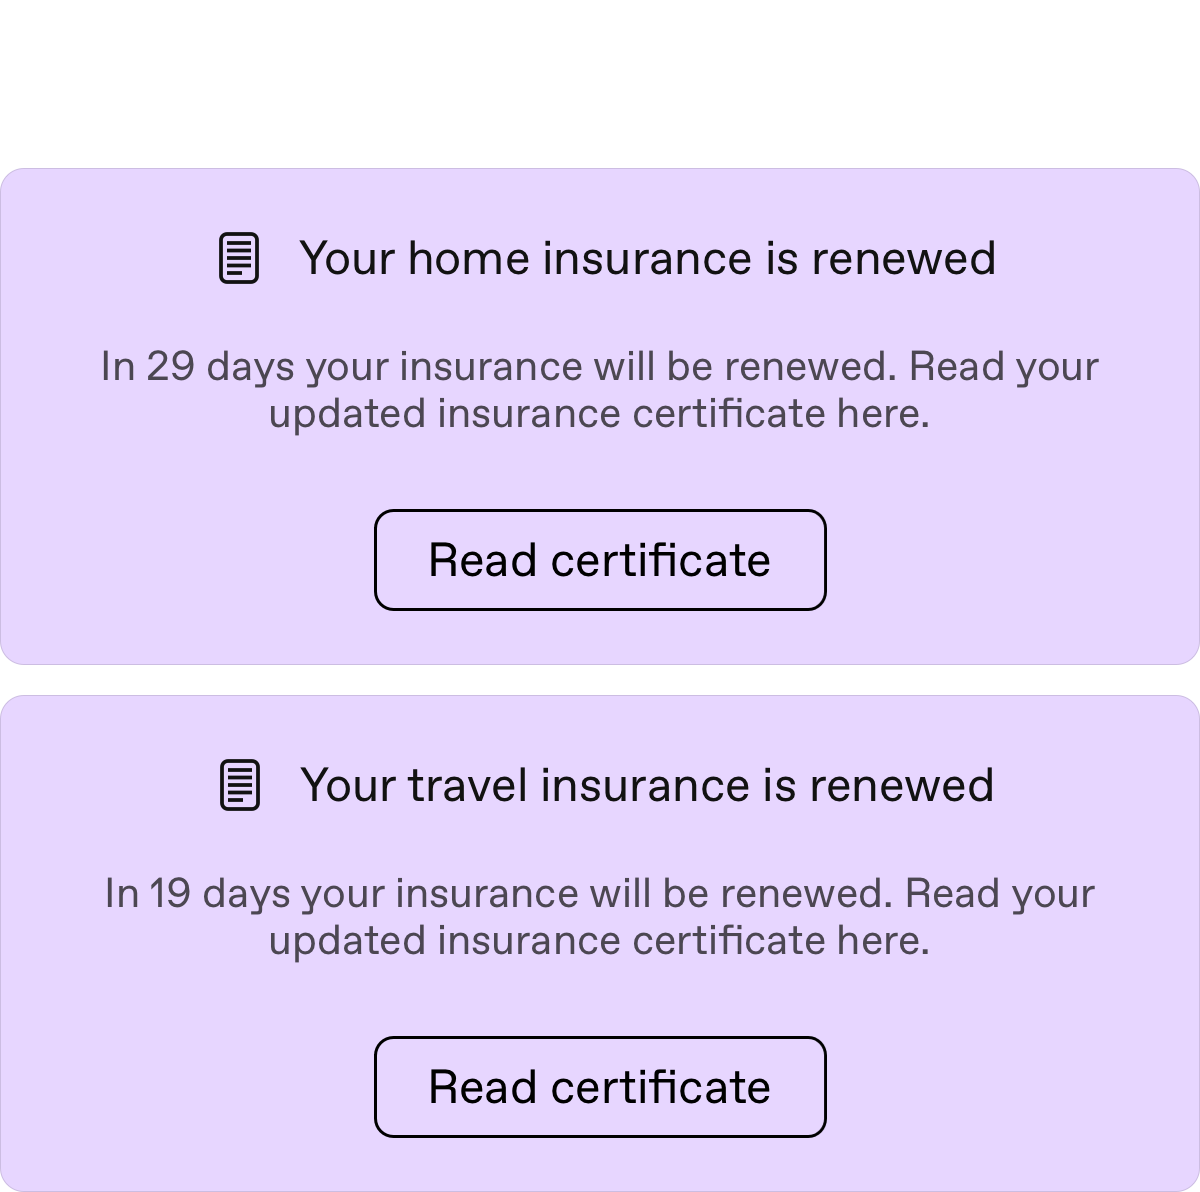 Your home insurance is renewed
In 29 days your insurance will be renewed. Read your
updated insurance certificate here.
Read certificate
Your travel insurance is renewed
In 19 days your insurance will be renewed. Read your
updated insurance certificate here.
Read certificate